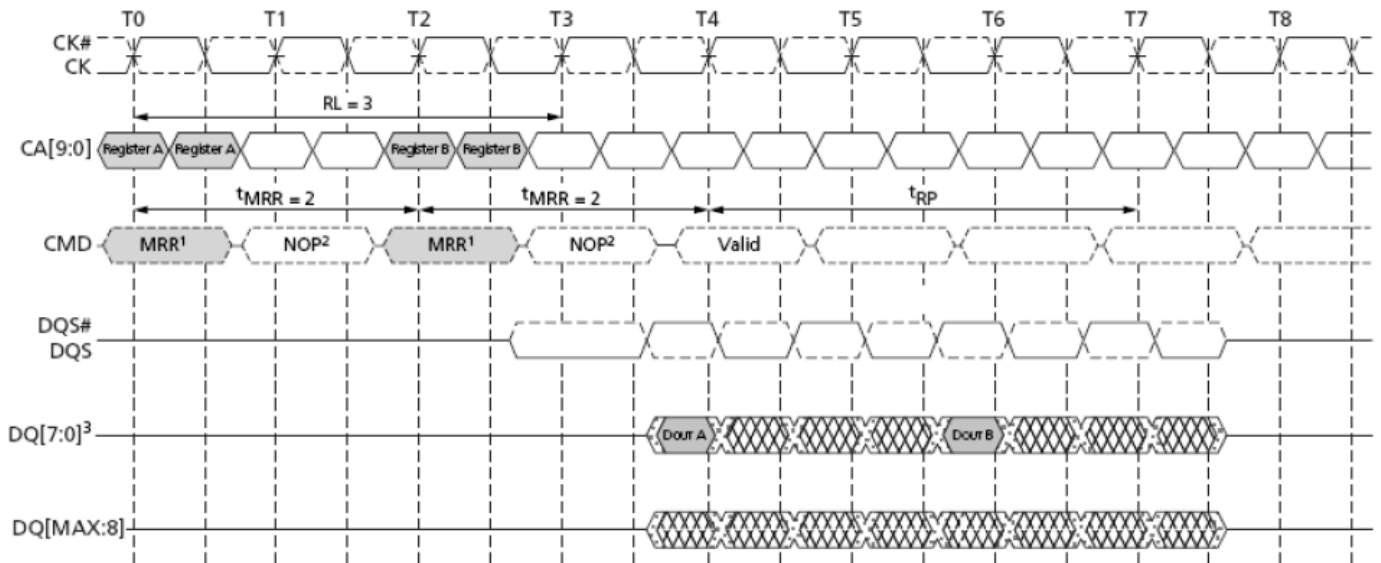 T0 T1 T2 T3 T4 T5 T6 T7 T8
CK#
CK
RL = 3
CA[9:0] Register A Register A Register B Register B
tMRR = 2 tMRR = 2 tRP
CMD MRR¹ NOP² MRR¹ NOP² Valid
DQS#
DQS
DQ[7:0]³ DOUT A DOUT B
DQ[MAX:8]